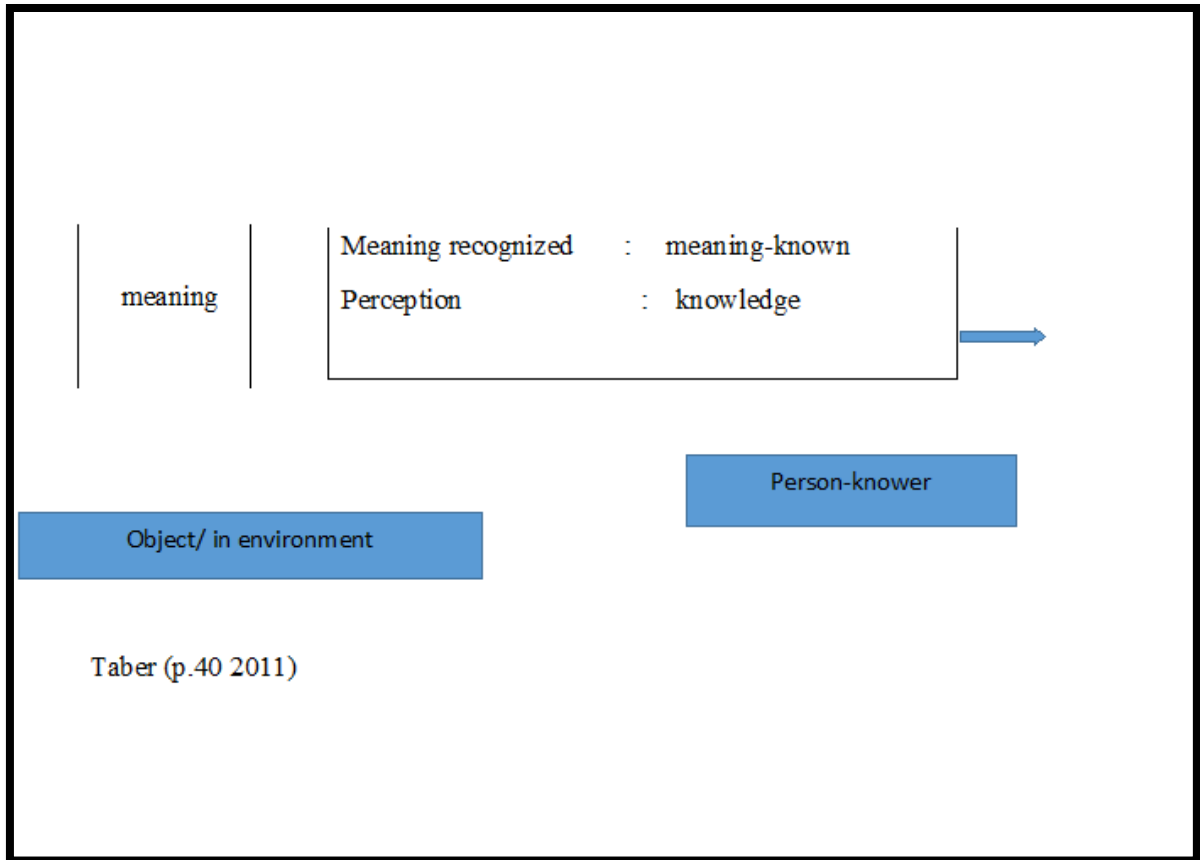 Meaning recognized : meaning-known
meaning
Perception : knowledge
Person-knower
Object/ in environment
Taber (p.40 2011)